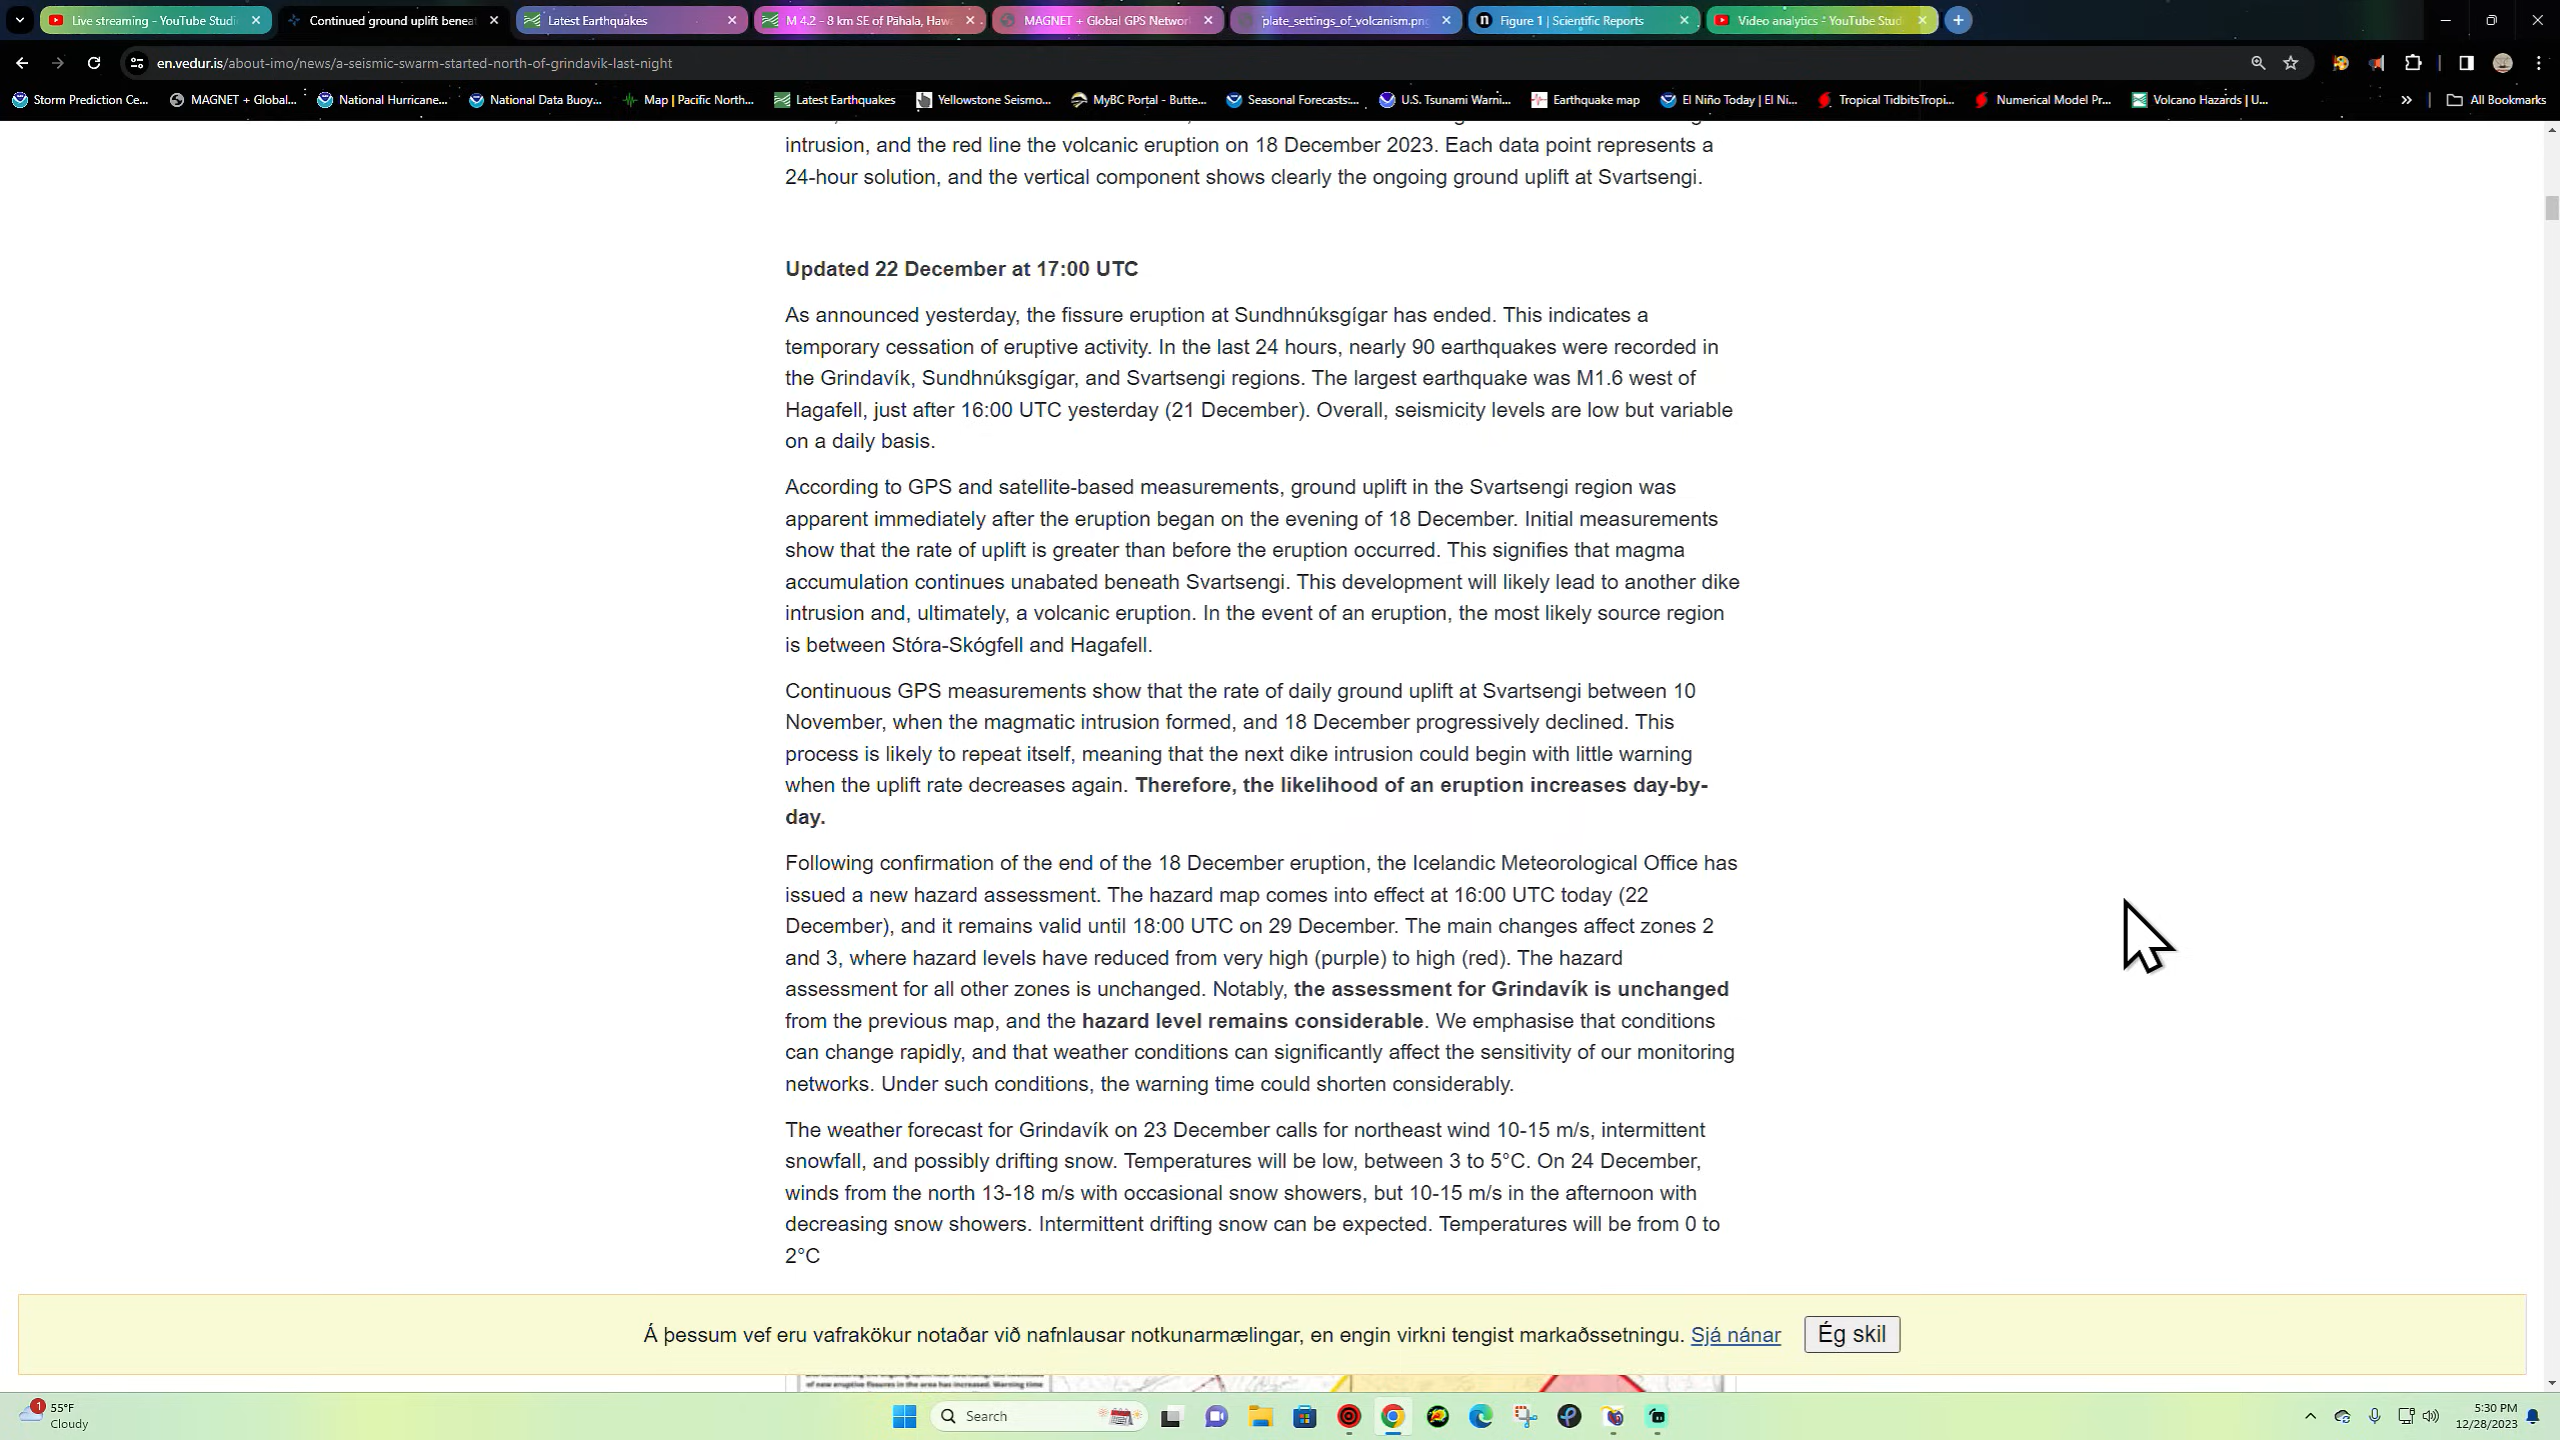 Live streaming - YouTube Studi
Continued ground uplift benea
Latest Earthquakes
M 4.2 - 8 km SE of Pāhala, Hawa
MAGNET + Global GPS Networ
plate_settings_of_volcanism.pn
Figure 1 | Scientific Reports
Video analytics - YouTube Stud
en.vedur.is/about-imo/news/a-seismic-swarm-started-north-of-grindavik-last-night
Storm Prediction Ce...
MAGNET + Global...
National Hurricane...
National Data Buoy...
Map | Pacific North...
Latest Earthquakes
Yellowstone Seismo...
MyBC Portal - Butte...
Seasonal Forecasts:...
U.S. Tsunami Warni...
Earthquake map
El Niño Today | El Ni...
Tropical TidbitsTropi...
Numerical Model Pr...
Volcano Hazards | U...
All Bookmarks
intrusion, and the red line the volcanic eruption on 18 December 2023. Each data point represents a
24-hour solution, and the vertical component shows clearly the ongoing ground uplift at Svartsengi.
Updated 22 December at 17:00 UTC
As announced yesterday, the fissure eruption at Sundhnúksgígar has ended. This indicates a
temporary cessation of eruptive activity. In the last 24 hours, nearly 90 earthquakes were recorded in
the Grindavík, Sundhnúksgígar, and Svartsengi regions. The largest earthquake was M1.6 west of
Hagafell, just after 16:00 UTC yesterday (21 December). Overall, seismicity levels are low but variable
on a daily basis.
According to GPS and satellite-based measurements, ground uplift in the Svartsengi region was
apparent immediately after the eruption began on the evening of 18 December. Initial measurements
show that the rate of uplift is greater than before the eruption occurred. This signifies that magma
accumulation continues unabated beneath Svartsengi. This development will likely lead to another dike
intrusion and, ultimately, a volcanic eruption. In the event of an eruption, the most likely source region
is between Stóra-Skógfell and Hagafell.
Continuous GPS measurements show that the rate of daily ground uplift at Svartsengi between 10
November, when the magmatic intrusion formed, and 18 December progressively declined. This
process is likely to repeat itself, meaning that the next dike intrusion could begin with little warning
when the uplift rate decreases again. Therefore, the likelihood of an eruption increases day-by-
day.
Following confirmation of the end of the 18 December eruption, the Icelandic Meteorological Office has
issued a new hazard assessment. The hazard map comes into effect at 16:00 UTC today (22
December), and it remains valid until 18:00 UTC on 29 December. The main changes affect zones 2
and 3, where hazard levels have reduced from very high (purple) to high (red). The hazard
assessment for all other zones is unchanged. Notably, the assessment for Grindavík is unchanged
from the previous map, and the hazard level remains considerable. We emphasise that conditions
can change rapidly, and that weather conditions can significantly affect the sensitivity of our monitoring
networks. Under such conditions, the warning time could shorten considerably.
The weather forecast for Grindavík on 23 December calls for northeast wind 10-15 m/s, intermittent
snowfall, and possibly drifting snow. Temperatures will be low, between 3 to 5°C. On 24 December,
winds from the north 13-18 m/s with occasional snow showers, but 10-15 m/s in the afternoon with
decreasing snow showers. Intermittent drifting snow can be expected. Temperatures will be from 0 to
2°C
Á þessum vef eru vafrakökur notaðar við nafnlausar notkunarmælingar, en engin virkni tengist markaðssetningu. Sjá nánar
Ég skil
of new eruptive fissures in the area has increased. Warning time
1
55°F
Cloudy
Search
5:30 PM
12/28/2023